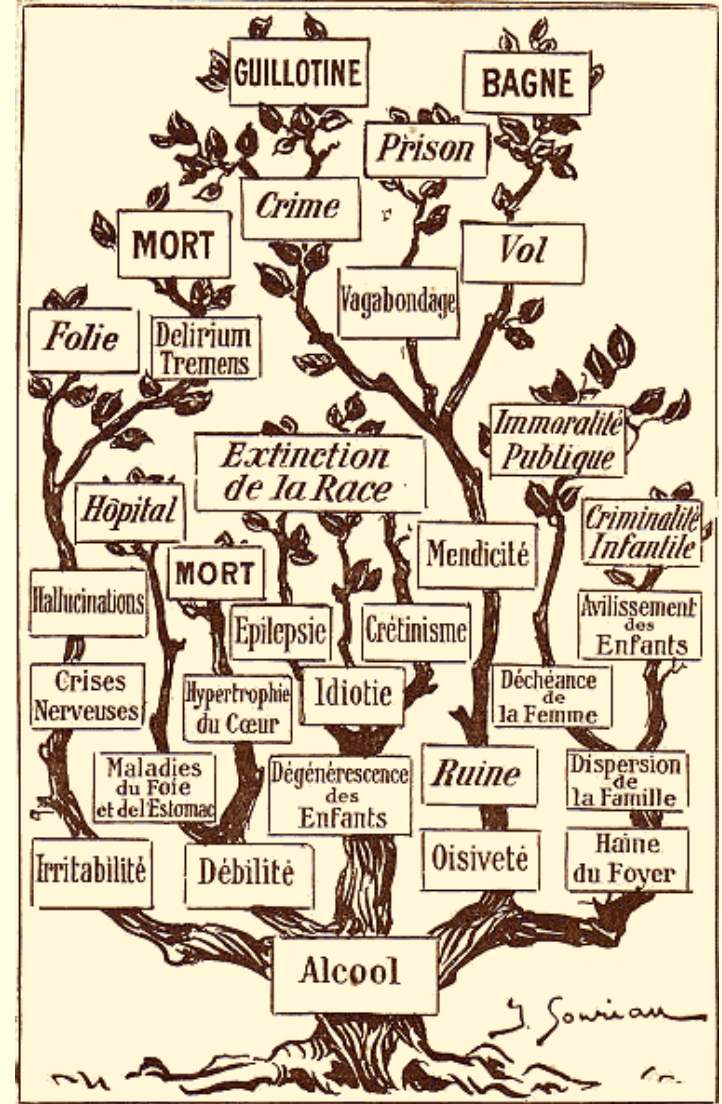 GUILLOTINE
BAGNE
Prison
Crime
MORT
Vol
Vagabondage
Folie
Delirium
Tremens
Immoralité
Publique
Extinction
de la Race
Hôpital
Criminalité
Infantile
Mendicité
MORT
Hallucinations
Epilepsie
Crétinisme
Avilissement
des
Enfants
Crises
Nerveuses
Hypertrophie
du Cœur
Idiotie
Déchéance
de
la Femme
Maladies
du Foie
et de l'Estomac
Dégénérescence
des
Enfants
Ruine
Dispersion
de
la Famille
Irritabilité
Débilité
Oisiveté
Haine
du Foyer
Alcool